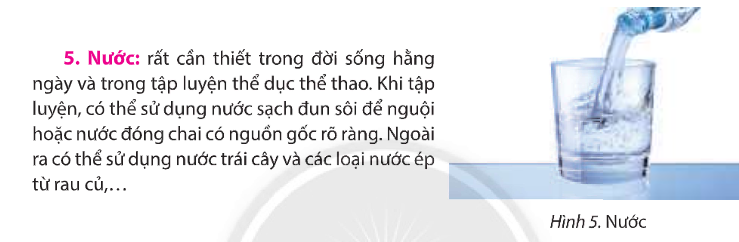 5. Nước: rất cần thiết trong đời sống hằng
ngày và trong tập luyện thể dục thể thao. Khi tập
luyện, có thể sử dụng nước sạch đun sôi để nguội
hoặc nước đóng chai có nguồn gốc rõ ràng. Ngoài
ra có thể sử dụng nước trái cây và các loại nước ép
từ rau củ,...
Hình 5. Nước